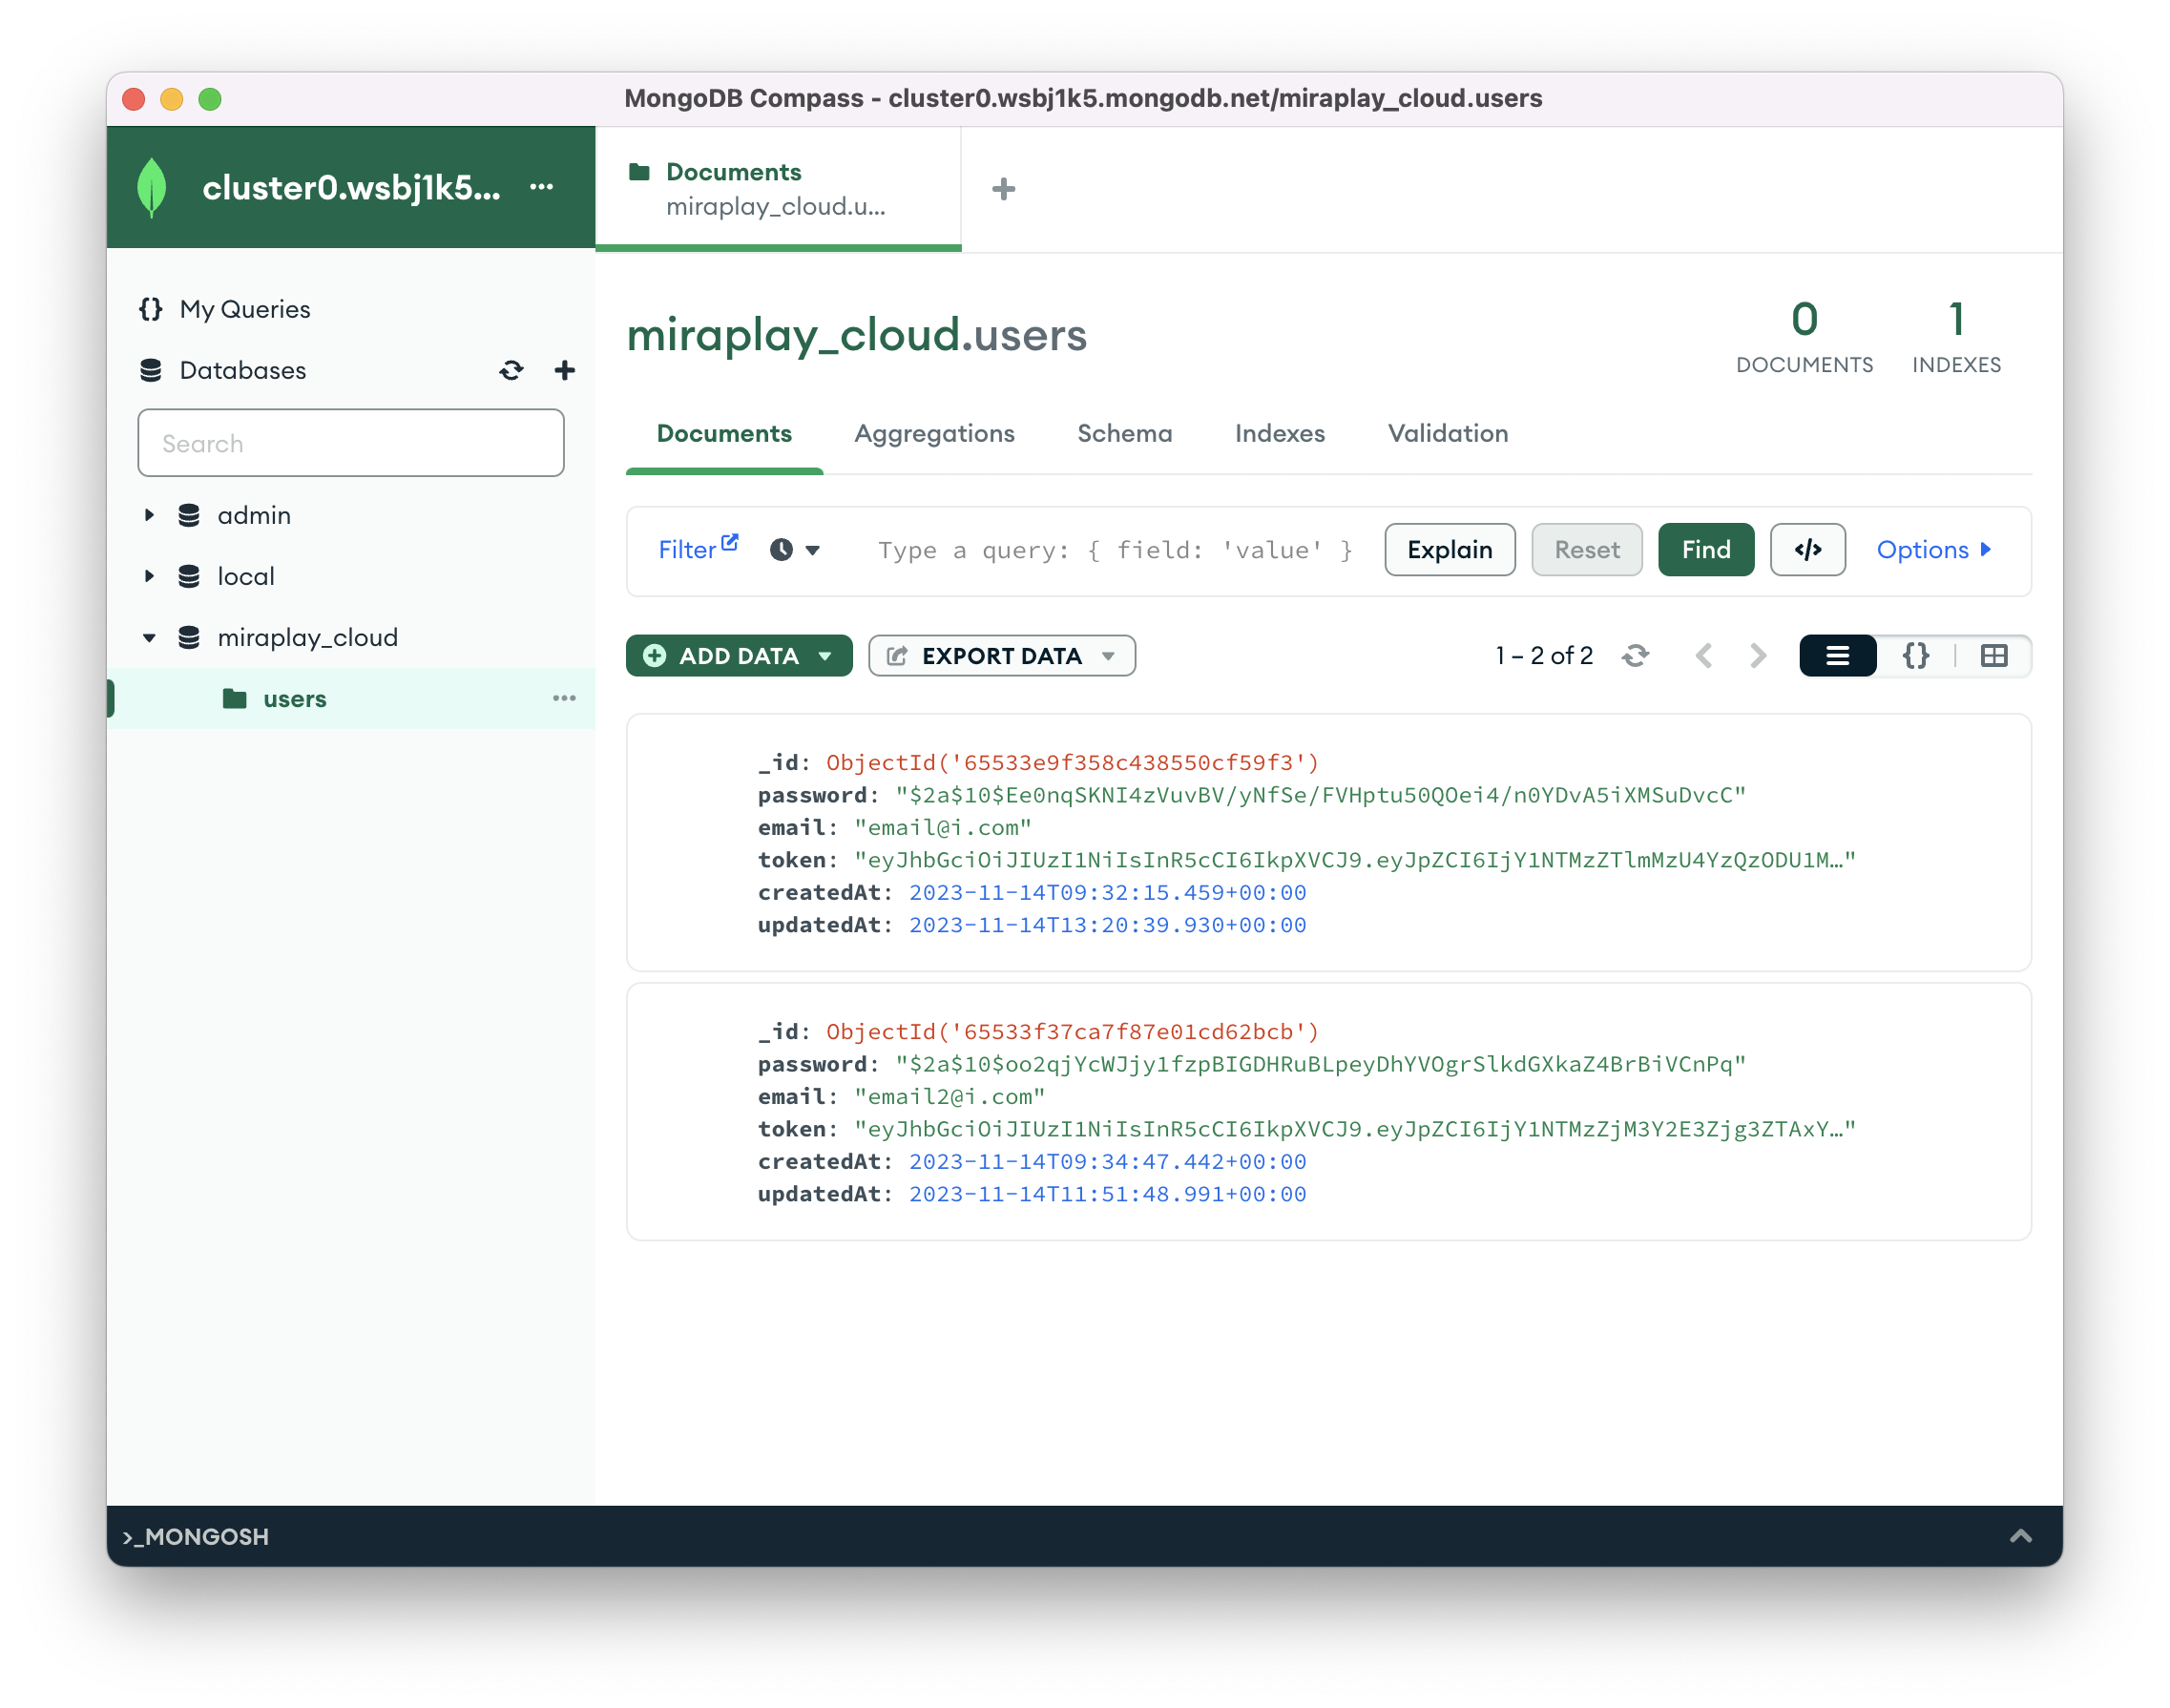 MongoDB Compass - cluster0.wsbj1k5.mongodb.net/miraplay_cloud.users
cluster0.wsbj1k5...
Documents
miraplay_cloud.u...
My Queries
Databases
Search
admin
local
miraplay_cloud
users
miraplay_cloud.users
0
DOCUMENTS
1
INDEXES
Documents Aggregations Schema Indexes Validation
Filter Type a query: { field: 'value' } Explain Reset Find </> Options
ADD DATA EXPORT DATA 1 – 2 of 2 {}
_id: ObjectId('65533e9f358c438550cf59f3')
password: "$2a$10$Ee0nqSKNI4zVuvBV/yNfSe/FVHptu50QOei4/n0YDvA5iXMSuDvcC"
email: "email@i.com"
token: "eyJhbGciOiJIUzI1NiIsInR5cCI6IkpXVCJ9.eyJpZCI6IjY1NTMzZTlmMzU4YzQzODU1M…"
createdAt: 2023-11-14T09:32:15.459+00:00
updatedAt: 2023-11-14T13:20:39.930+00:00
_id: ObjectId('65533f37ca7f87e01cd62bcb')
password: "$2a$10$oo2qjYcWJjy1fzpBIGDHRuBLpeyDhYVOgrSlkdGXkaZ4BrBiVCnPq"
email: "email2@i.com"
token: "eyJhbGciOiJIUzI1NiIsInR5cCI6IkpXVCJ9.eyJpZCI6IjY1NTMzZjM3Y2E3Zjg3ZTAxY…"
createdAt: 2023-11-14T09:34:47.442+00:00
updatedAt: 2023-11-14T11:51:48.991+00:00
>_MONGOSH